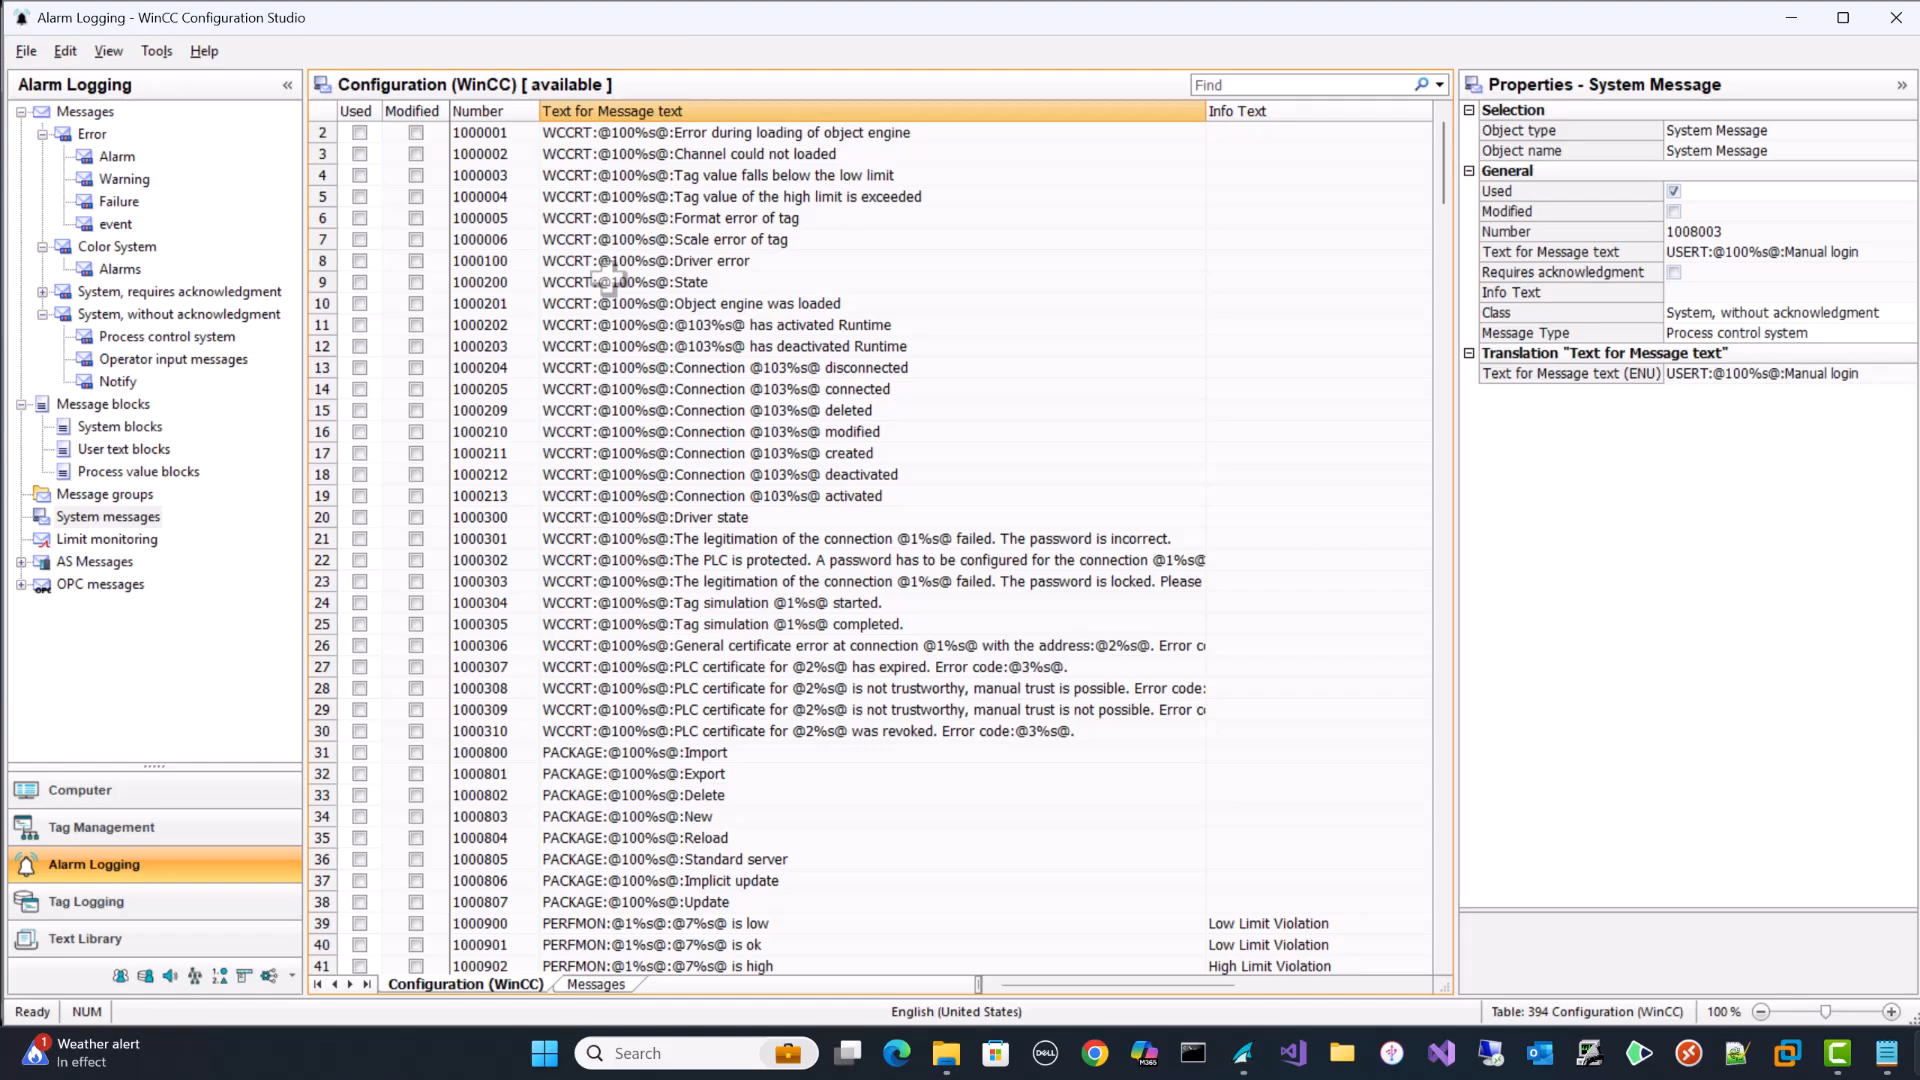 Alarm Logging - WinCC Configuration Studio
File Edit View Tools Help
Alarm Logging
Messages
Error
Alarm
Warning
Failure
event
Color System
Alarms
System, requires acknowledgment
System, without acknowledgment
Process control system
Operator input messages
Notify
Message blocks
System blocks
User text blocks
Process value blocks
Message groups
System messages
Limit monitoring
AS Messages
OPC messages
Computer
Tag Management
Alarm Logging
Tag Logging
Text Library
Configuration (WinCC) [ available ]
Find
Used Modified Number Text for Message text Info Text
2 1000001 WCCRT:@100%s@:Error during loading of object engine
3 1000002 WCCRT:@100%s@:Channel could not loaded
4 1000003 WCCRT:@100%s@:Tag value falls below the low limit
5 1000004 WCCRT:@100%s@:Tag value of the high limit is exceeded
6 1000005 WCCRT:@100%s@:Format error of tag
7 1000006 WCCRT:@100%s@:Scale error of tag
8 1000100 WCCRT:@100%s@:Driver error
9 1000200 WCCRT:@100%s@:State
10 1000201 WCCRT:@100%s@:Object engine was loaded
11 1000202 WCCRT:@100%s@:@103%s@ has activated Runtime
12 1000203 WCCRT:@100%s@:@103%s@ has deactivated Runtime
13 1000204 WCCRT:@100%s@:Connection @103%s@ disconnected
14 1000205 WCCRT:@100%s@:Connection @103%s@ connected
15 1000209 WCCRT:@100%s@:Connection @103%s@ deleted
16 1000210 WCCRT:@100%s@:Connection @103%s@ modified
17 1000211 WCCRT:@100%s@:Connection @103%s@ created
18 1000212 WCCRT:@100%s@:Connection @103%s@ deactivated
19 1000213 WCCRT:@100%s@:Connection @103%s@ activated
20 1000300 WCCRT:@100%s@:Driver state
21 1000301 WCCRT:@100%s@:The legitimation of the connection @1%s@ failed. The password is incorrect.
22 1000302 WCCRT:@100%s@:The PLC is protected. A password has to be configured for the connection @1%s@
23 1000303 WCCRT:@100%s@:The legitimation of the connection @1%s@ failed. The password is locked. Please
24 1000304 WCCRT:@100%s@:Tag simulation @1%s@ started.
25 1000305 WCCRT:@100%s@:Tag simulation @1%s@ completed.
26 1000306 WCCRT:@100%s@:General certificate error at connection @1%s@ with the address:@2%s@. Error c
27 1000307 WCCRT:@100%s@:PLC certificate for @2%s@ has expired. Error code:@3%s@.
28 1000308 WCCRT:@100%s@:PLC certificate for @2%s@ is not trustworthy, manual trust is possible. Error code:
29 1000309 WCCRT:@100%s@:PLC certificate for @2%s@ is not trustworthy, manual trust is not possible. Error c
30 1000310 WCCRT:@100%s@:PLC certificate for @2%s@ was revoked. Error code:@3%s@.
31 1000800 PACKAGE:@100%s@:Import
32 1000801 PACKAGE:@100%s@:Export
33 1000802 PACKAGE:@100%s@:Delete
34 1000803 PACKAGE:@100%s@:New
35 1000804 PACKAGE:@100%s@:Reload
36 1000805 PACKAGE:@100%s@:Standard server
37 1000806 PACKAGE:@100%s@:Implicit update
38 1000807 PACKAGE:@100%s@:Update
39 1000900 PERFMON:@1%s@:@7%s@ is low Low Limit Violation
40 1000901 PERFMON:@1%s@:@7%s@ is ok Low Limit Violation
41 1000902 PERFMON:@1%s@:@7%s@ is high High Limit Violation
Configuration (WinCC) Messages
Properties - System Message
Selection
Object type System Message
Object name System Message
General
Used
Modified
Number 1008003
Text for Message text USERT:@100%s@:Manual login
Requires acknowledgment
Info Text
Class System, without acknowledgment
Message Type Process control system
Translation "Text for Message text"
Text for Message text (ENU) USERT:@100%s@:Manual login
Ready NUM English (United States) Table: 394 Configuration (WinCC) 100 %
1 Weather alert
In effect
Search
DELL
M365